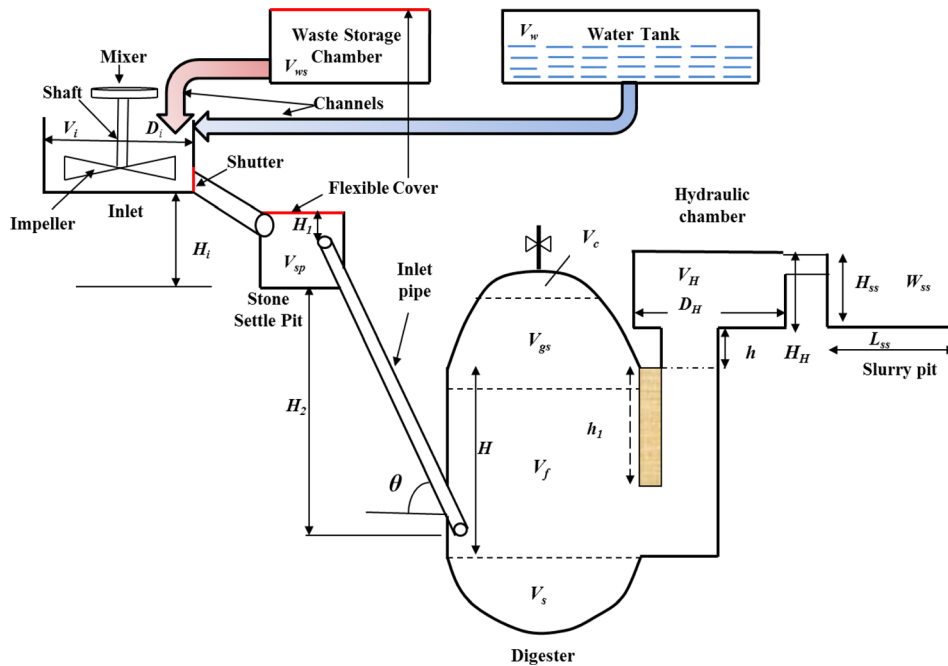 Waste Storage
Chamber
V_ws
V_w
Water Tank
Mixer
Shaft
Channels
V_i
D_i
Shutter
Impeller
Inlet
Flexible Cover
H_1
H_i
V_sp
Stone
Settle Pit
Inlet
pipe
Hydraulic
chamber
V_c
V_H
D_H
H_ss
W_ss
V_gs
h
H_H
L_ss
Slurry pit
H_2
H
h_1
V_f
θ
V_s
Digester